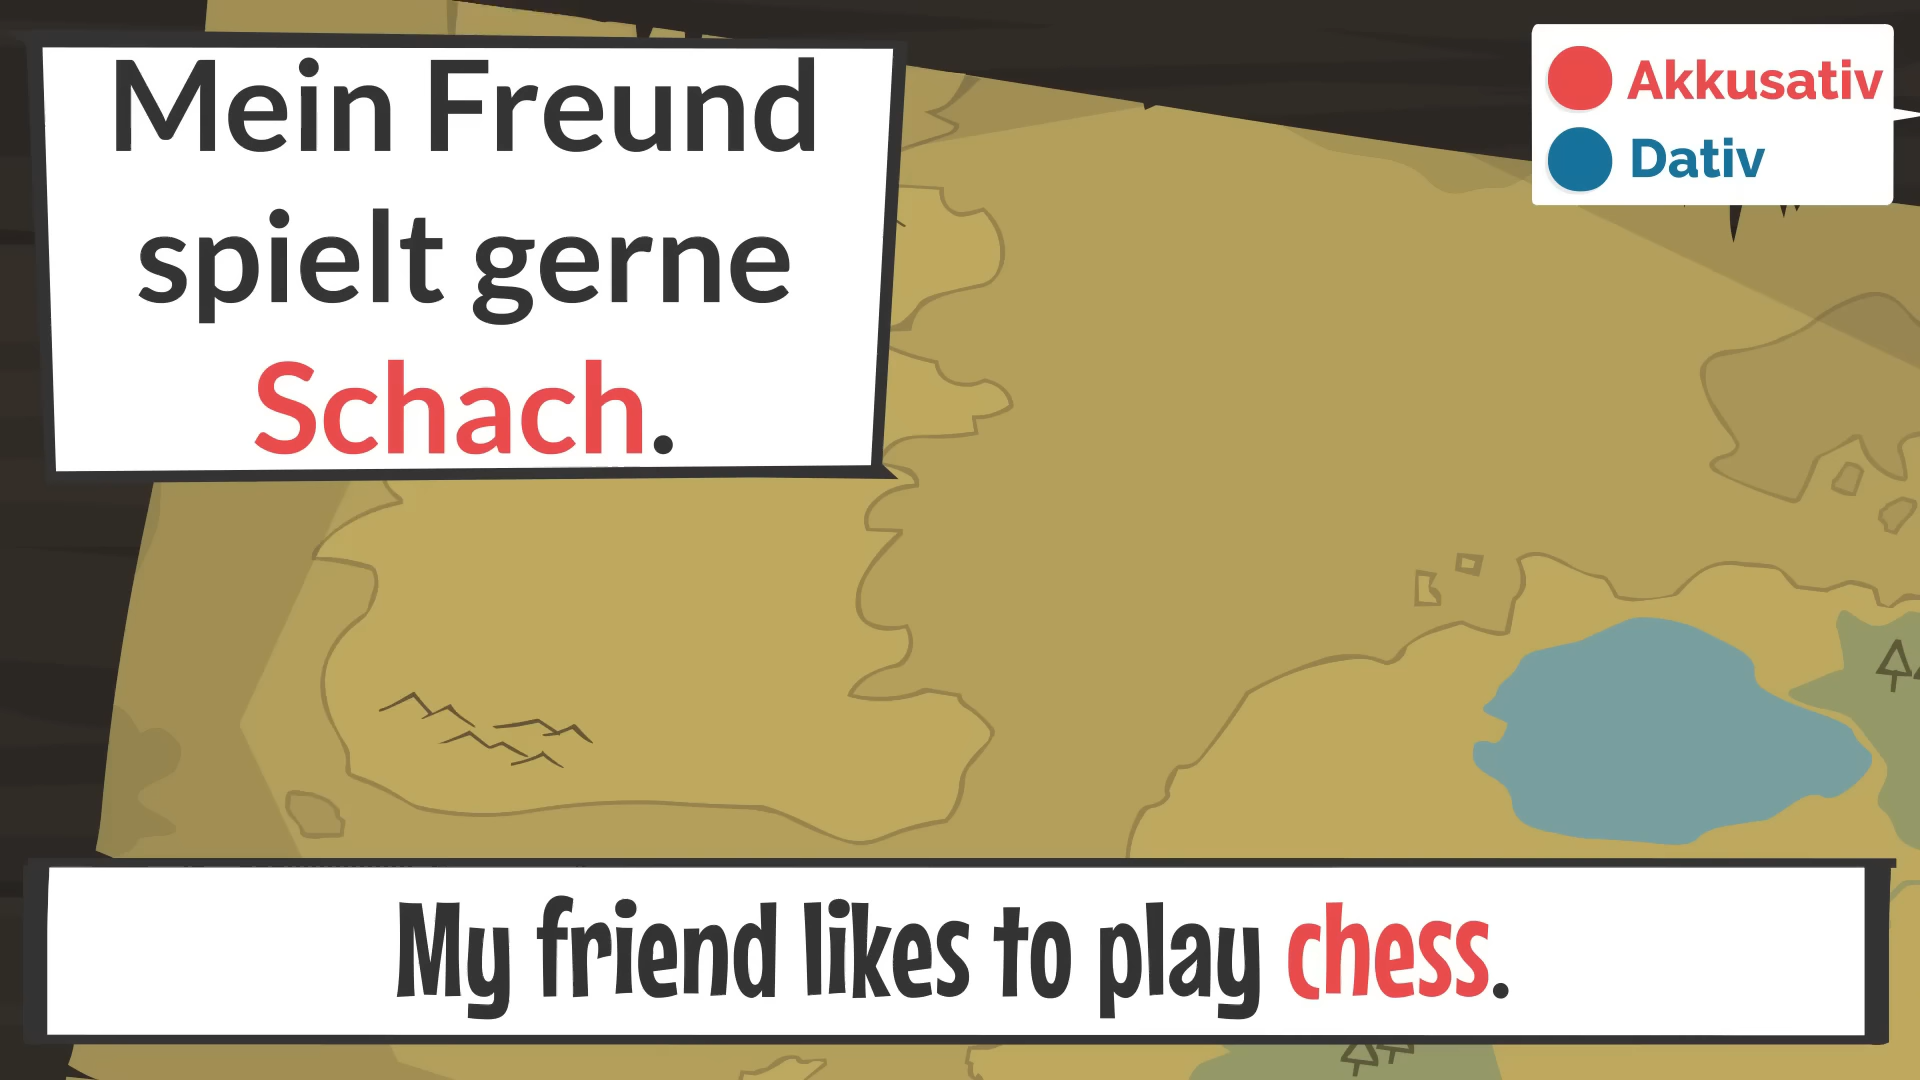 Mein Freund
spielt gerne
Schach.
Akkusativ
Dativ
My friend likes to play chess.